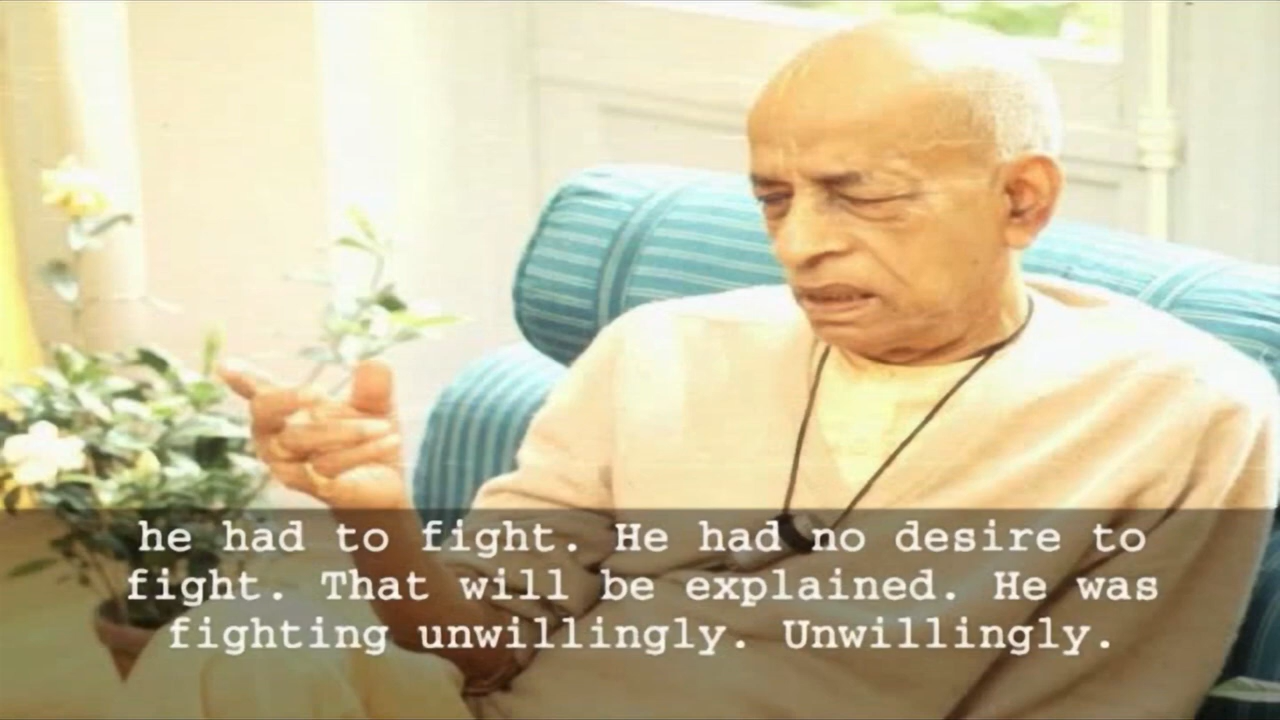 he had to fight. He had no desire to
fight. That will be explained. He was
fighting unwillingly. Unwillingly.